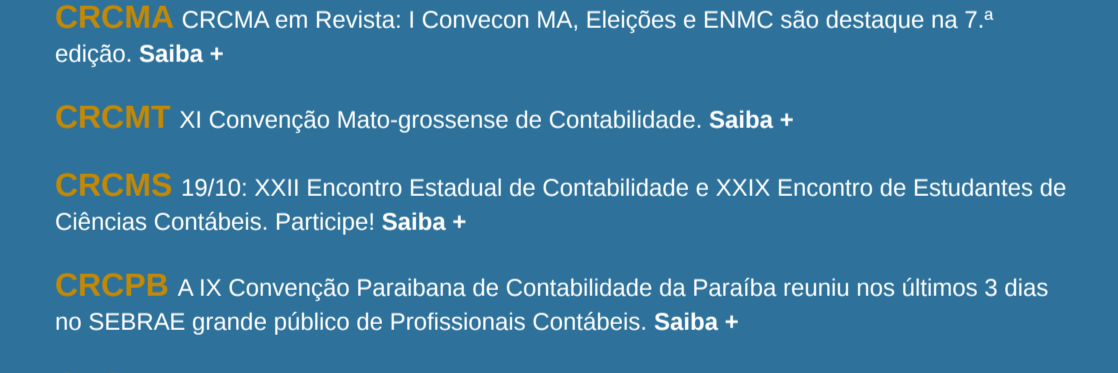 CRCMA CRCMA em Revista: I Convecon MA, Eleições e ENMC são destaque na 7.ª
edição. Saiba +
CRCMT XI Convenção Mato-grossense de Contabilidade. Saiba +
CRCMS 19/10: XXII Encontro Estadual de Contabilidade e XXIX Encontro de Estudantes de
Ciências Contábeis. Participe! Saiba +
CRCPB A IX Convenção Paraibana de Contabilidade da Paraíba reuniu nos últimos 3 dias
no SEBRAE grande público de Profissionais Contábeis. Saiba +